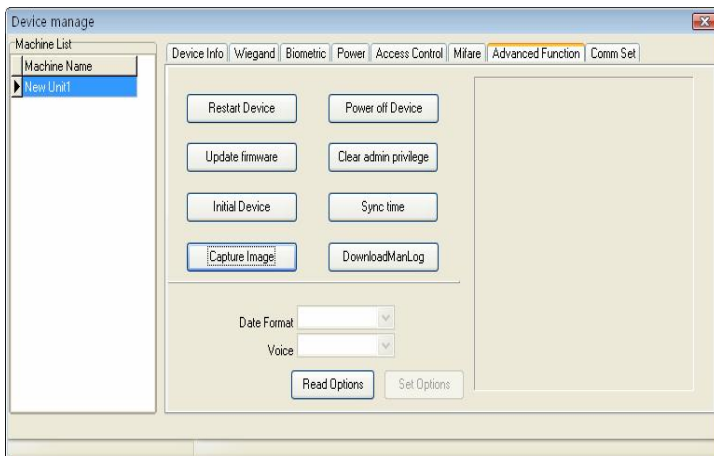 Device manage
Machine List
Machine Name
New Unit1
Device Info Wiegand Biometric Power Access Control Mifare Advanced Function Comm Set
Restart Device Power off Device
Update firmware Clear admin privilege
Initial Device Sync time
Capture Image DownloadManLog
Date Format
Voice
Read Options Set Options